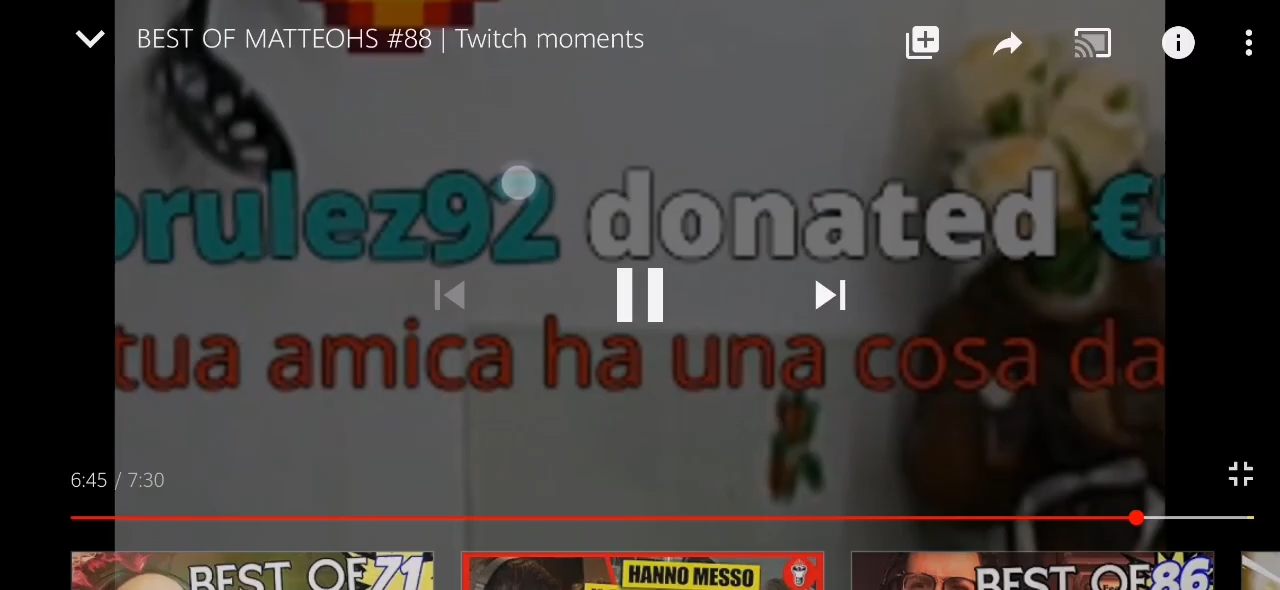 BEST OF MATTEOHS #88 | Twitch moments
rulez92 donated
tua amica ha una cosa da
6:45 / 7:30
BEST OF 71
HANNO MESSO
BEST OF 86